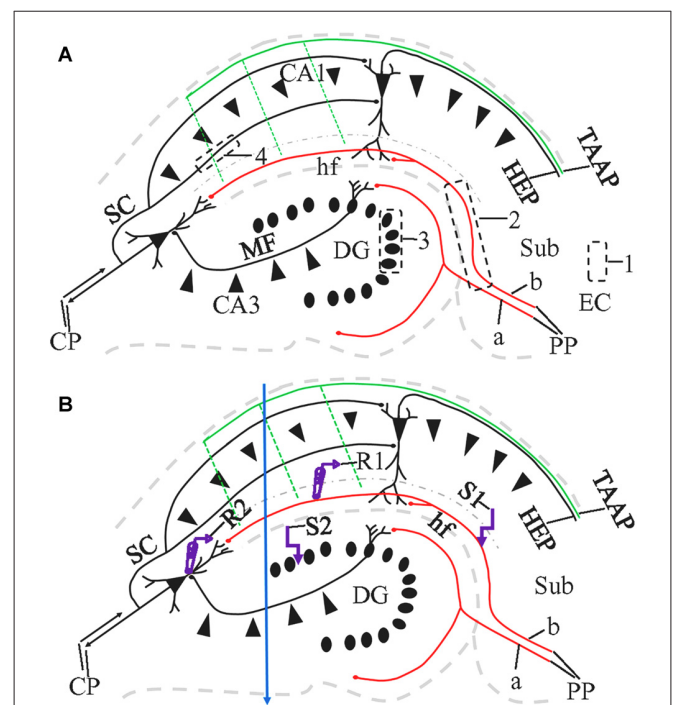 A
CA1
4
hf
TAAP
HEP
SC
2
MF
DG
3
Sub
1
b
EC
CA3
a
CP
PP
B
R1
S1
R2
S2
hf
TAAP
HEP
SC
Sub
DG
b
a
CP
PP